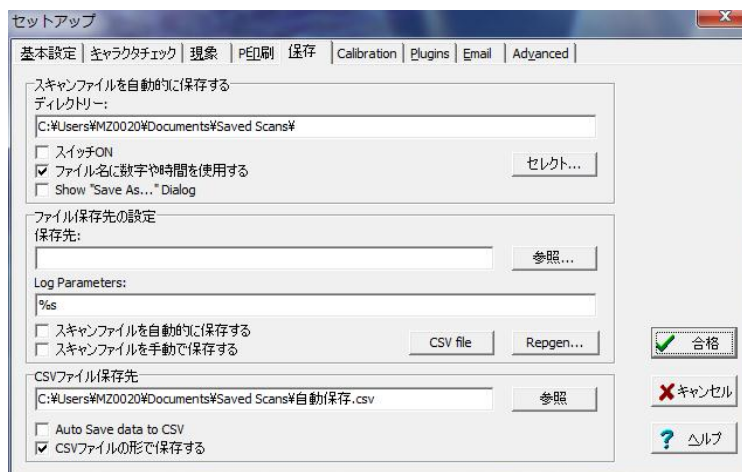 セットアップ
基本設定 キャラクタチェック 現象 PE印刷 保存 Calibration Plugins Email Advanced
スキャンファイルを自動的に保存する
ディレクトリー:
C:¥Users¥MZ0020¥Documents¥Saved Scans¥
スイッチON
ファイル名に数字や時間を使用する
セレクト...
Show "Save As..." Dialog
ファイル保存先の設定
保存先:
参照...
Log Parameters:
%s
スキャンファイルを自動的に保存する
スキャンファイルを手動で保存する
CSV file
Repgen...
合格
CSVファイル保存先
C:¥Users¥MZ0020¥Documents¥Saved Scans¥自動保存.csv
参照
キャンセル
Auto Save data to CSV
CSVファイルの形で保存する
ヘルプ